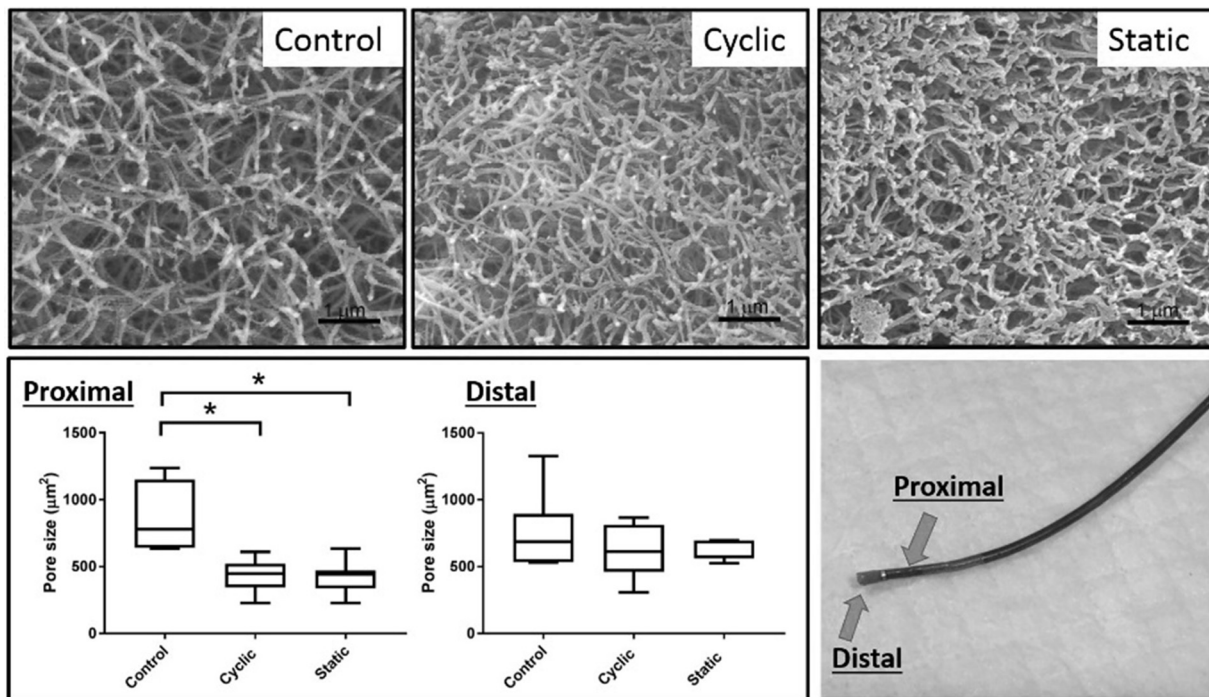 Control
Cyclic
Static
1 μm
1 μm
1 μm
Proximal
*
*
1500
1000
500
0
Pore size (μm²)
Control
Cyclic
Static
Distal
1500
1000
500
0
Pore size (μm²)
Control
Cyclic
Static
Proximal
Distal